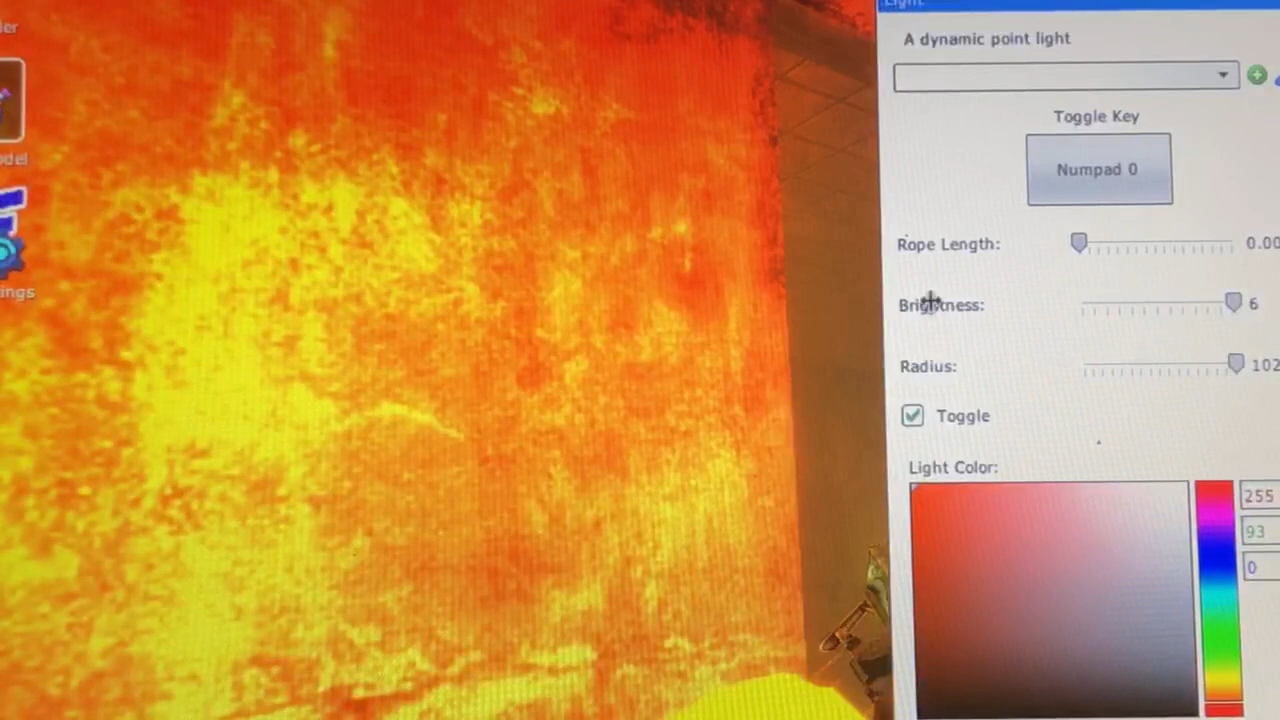 Light
A dynamic point light
Toggle Key
Numpad 0
Rope Length: 0.00
Brightness: 6
Radius: 102
Toggle
Light Color:
255
93
0